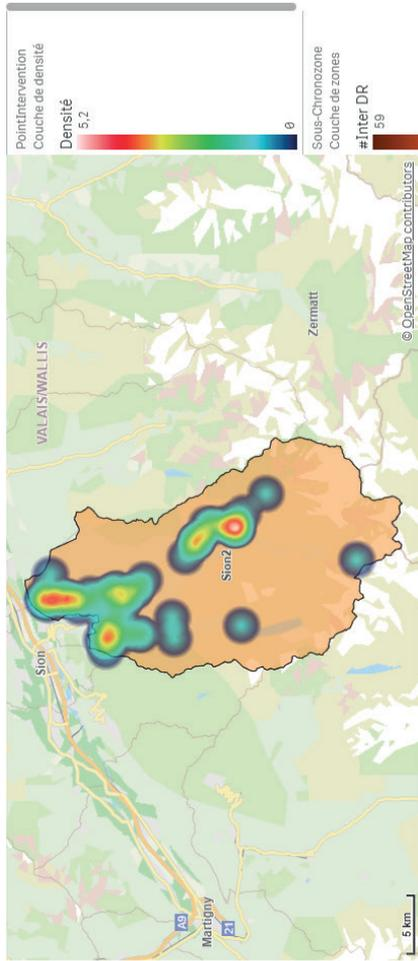 PointIntervention
Couche de densité
Densité
5,2
0
Sous-Chronozone
Couche de zones
#Inter DR
59
VALAIS/WALLIS
Zermatt
Sion
Sion2
A9
Martigny
21
5 km
© OpenStreetMap contributors